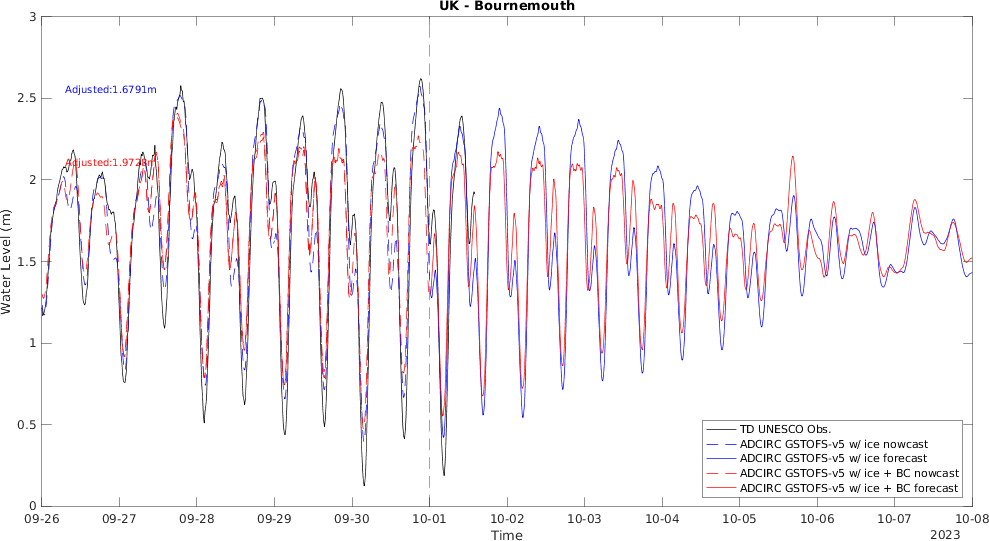 UK - Bournemouth
3
2.5
2
1.5
1
0.5
0
Water Level (m)
Adjusted:1.6791m
Adjusted:1.9728m
TD UNESCO Obs.
ADCIRC GSTOFS-v5 w/ ice nowcast
ADCIRC GSTOFS-v5 w/ ice forecast
ADCIRC GSTOFS-v5 w/ ice + BC nowcast
ADCIRC GSTOFS-v5 w/ ice + BC forecast
09-26 09-27 09-28 09-29 09-30 10-01 10-02 10-03 10-04 10-05 10-06 10-07 10-08
Time
2023